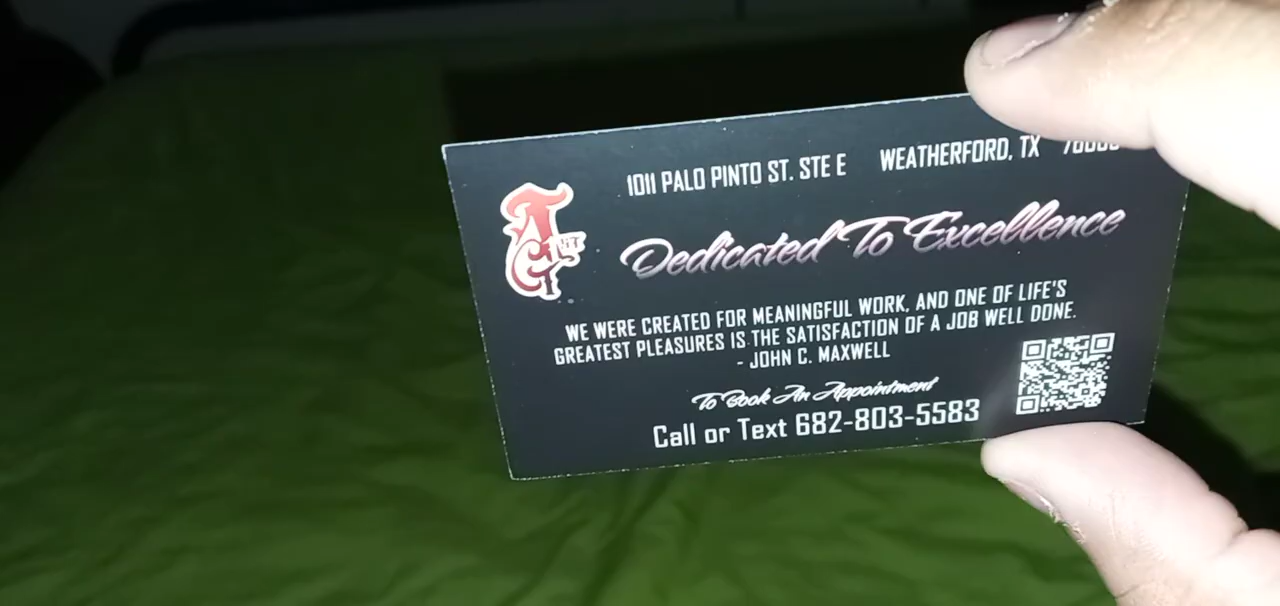 1011 PALO PINTO ST. STE E WEATHERFORD, TX
Dedicated To Excellence
WE WERE CREATED FOR MEANINGFUL WORK, AND ONE OF LIFE'S
GREATEST PLEASURES IS THE SATISFACTION OF A JOB WELL DONE.
- JOHN C. MAXWELL
To Book An Appointment
Call or Text 682-803-5583